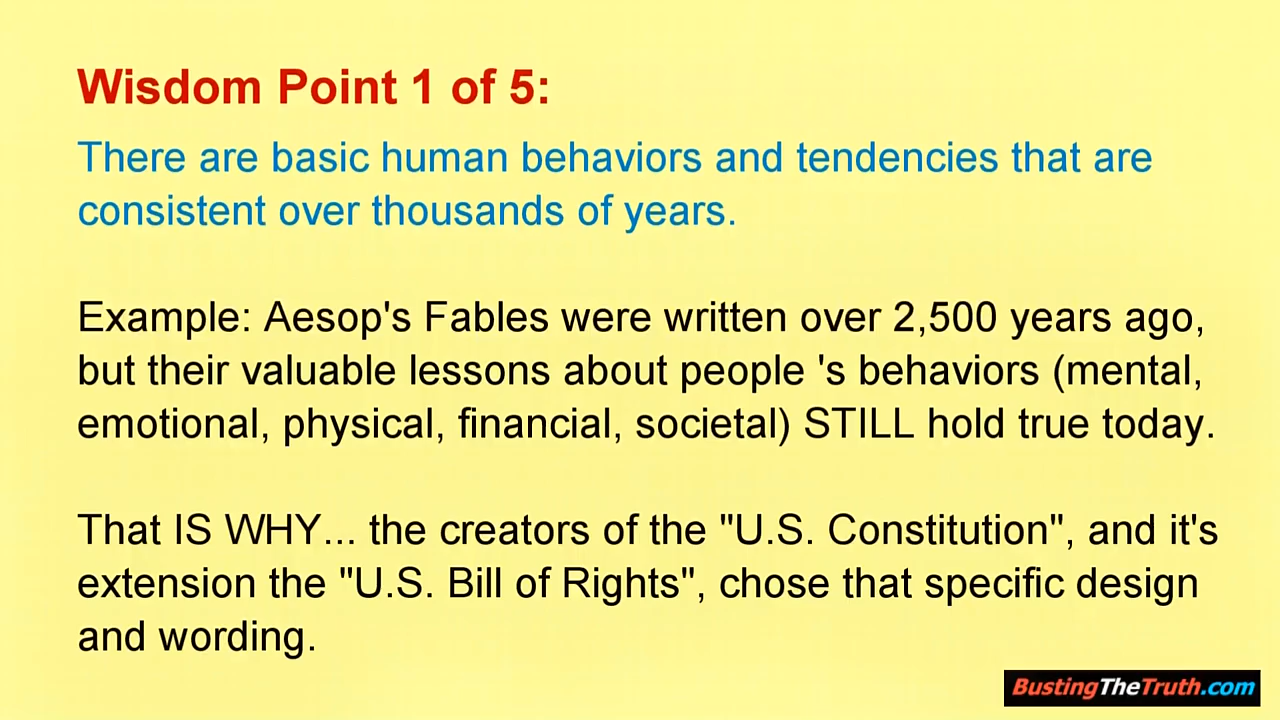 Wisdom Point 1 of 5:
There are basic human behaviors and tendencies that are
consistent over thousands of years.
Example: Aesop's Fables were written over 2,500 years ago,
but their valuable lessons about people 's behaviors (mental,
emotional, physical, financial, societal) STILL hold true today.
That IS WHY... the creators of the "U.S. Constitution", and it's
extension the "U.S. Bill of Rights", chose that specific design
and wording.
BustingTheTruth.com